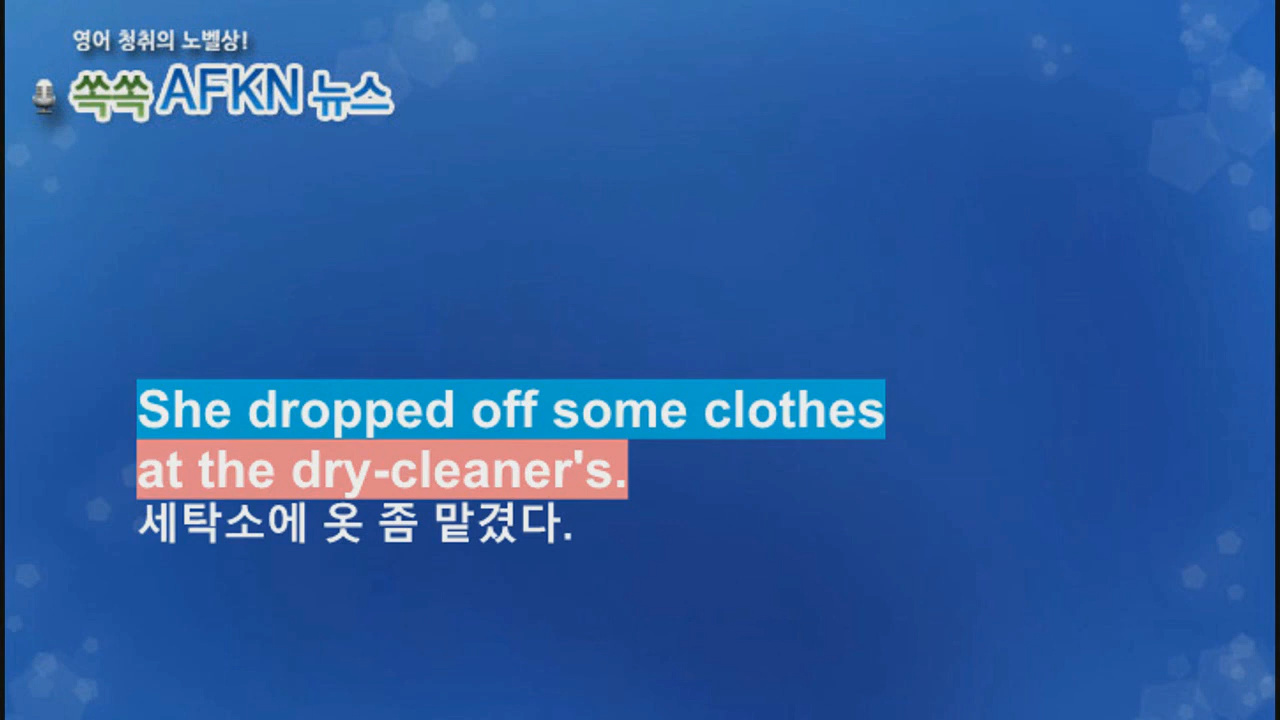 영어 청취의 노벨상!
쏙쏙 AFKN 뉴스
She dropped off some clothes
at the dry-cleaner's.
세탁소에 옷 좀 맡겼다.